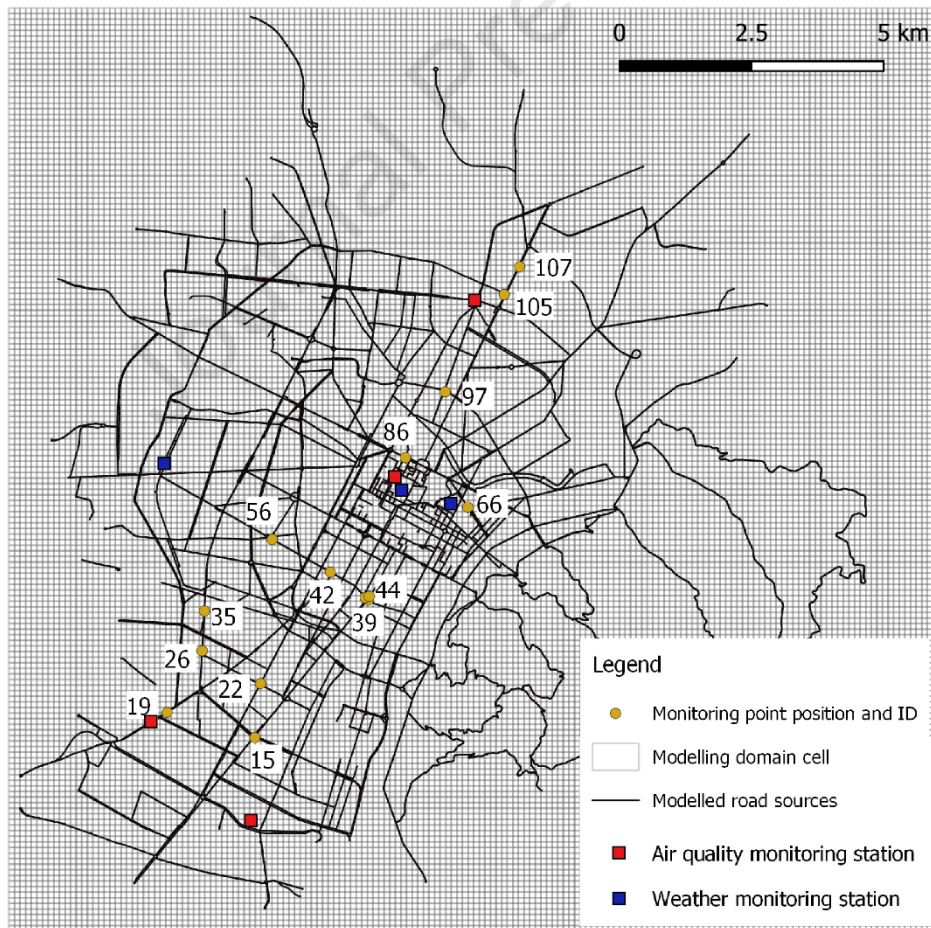 0 2.5 5 km
107
105
97
86
66
56
42
44
39
35
26
22
19
15
Legend
Monitoring point position and ID
Modelling domain cell
Modelled road sources
Air quality monitoring station
Weather monitoring station